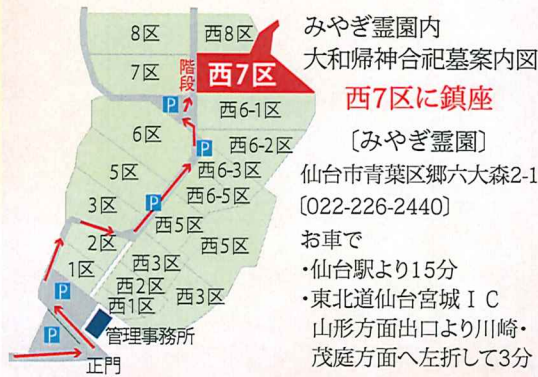 8区
西8区
7区
階段
西7区
P
西6-1区
6区
P
西6-2区
5区
西6-3区
P
西6-5区
3区
西5区
2区
西5区
1区
西3区
P
西2区
西1区
西3区
P
管理事務所
正門
みやぎ霊園内
大和帰神合祀墓案内図
西7区に鎮座
〔みやぎ霊園〕
仙台市青葉区郷六大森2-1
〔022-226-2440〕
お車で
・仙台駅より15分
・東北道仙台宮城IC
山形方面出口より川崎・
茂庭方面へ左折して3分